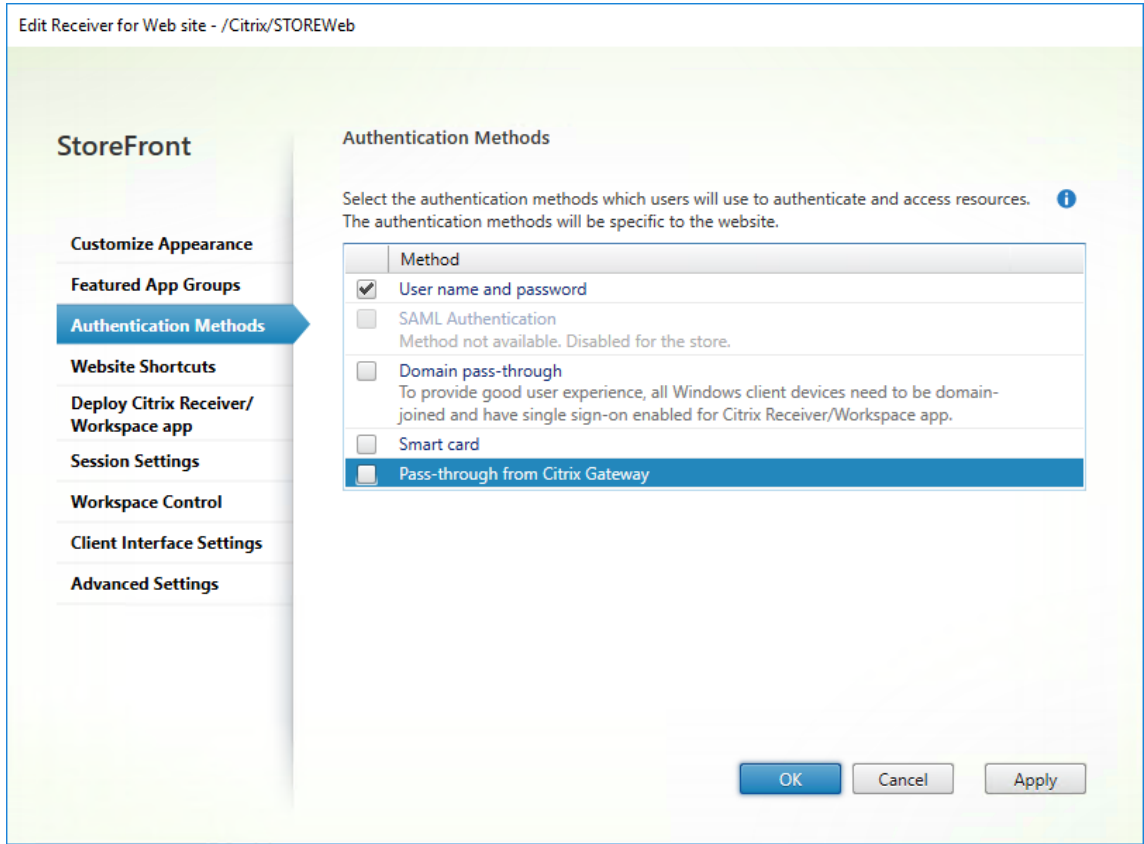 Edit Receiver for Web site - /Citrix/STOREWeb
StoreFront
Customize Appearance
Featured App Groups
Authentication Methods
Website Shortcuts
Deploy Citrix Receiver/
Workspace app
Session Settings
Workspace Control
Client Interface Settings
Advanced Settings
Authentication Methods
Select the authentication methods which users will use to authenticate and access resources.
The authentication methods will be specific to the website.
Method
User name and password
SAML Authentication
Method not available. Disabled for the store.
Domain pass-through
To provide good user experience, all Windows client devices need to be domain-
joined and have single sign-on enabled for Citrix Receiver/Workspace app.
Smart card
Pass-through from Citrix Gateway
OK
Cancel
Apply